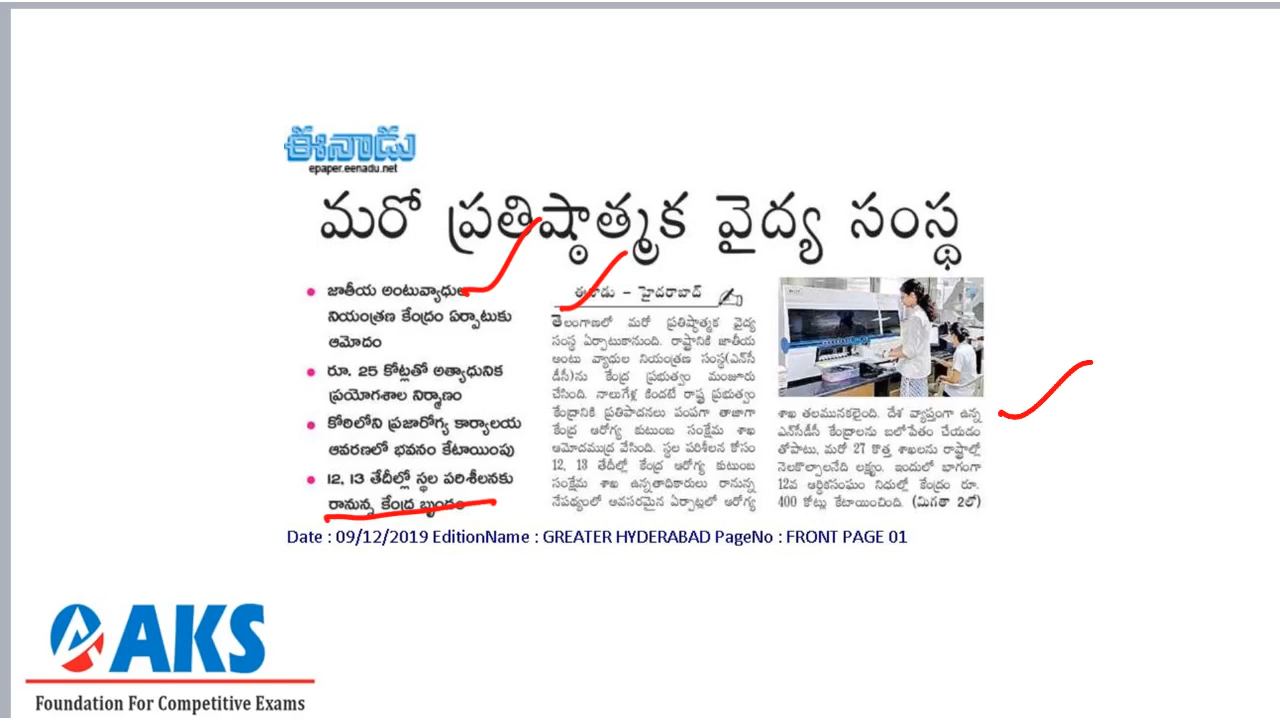 ఈనాడు
epaper.eenadu.net
మరో ప్రతిష్ఠాత్మక వైద్య సంస్థ
• జాతీయ అంటువ్యాధుల
నియంత్రణ కేంద్రం ఏర్పాటుకు
ఆమోదం
• రూ. 25 కోట్లతో అత్యాధునిక
ప్రయోగశాల నిర్మాణం
• కోఠిలోని ప్రజారోగ్య కార్యాలయ
ఆవరణలో భవనం కేటాయింపు
• 12, 13 తేదీల్లో స్థల పరిశీలనకు
రానున్న కేంద్ర బృందం
ఈనాడు - హైదరాబాద్
తెలంగాణలో మరో ప్రతిష్ఠాత్మక వైద్య
సంస్థ ఏర్పాటుకానుంది. రాష్ట్రానికి జాతీయ
అంటు వ్యాధుల నియంత్రణ సంస్థ(ఎన్‌సీ
డీసీ)ను కేంద్ర ప్రభుత్వం మంజూరు
చేసింది. నాలుగేళ్ల కిందటే రాష్ట్ర ప్రభుత్వం
కేంద్రానికి ప్రతిపాదనలు పంపగా తాజాగా
కేంద్ర ఆరోగ్య కుటుంబ సంక్షేమ శాఖ
ఆమోదముద్ర వేసింది. స్థల పరిశీలన కోసం
12, 13 తేదీల్లో కేంద్ర ఆరోగ్య కుటుంబ
సంక్షేమ శాఖ ఉన్నతాధికారులు రానున్న
నేపథ్యంలో అవసరమైన ఏర్పాట్లలో ఆరోగ్య
శాఖ తలమునకలైంది. దేశ వ్యాప్తంగా ఉన్న
ఎన్‌సీడీసీ కేంద్రాలను బలోపేతం చేయడం
తోపాటు, మరో 27 కొత్త శాఖలను రాష్ట్రాల్లో
నెలకొల్పాలనేది లక్ష్యం. ఇందులో భాగంగా
12వ ఆర్థికసంఘం నిధుల్లో కేంద్రం రూ.
400 కోట్లు కేటాయించింది. (మిగతా 2లో)
Date : 09/12/2019 EditionName : GREATER HYDERABAD PageNo : FRONT PAGE 01
AKS
Foundation For Competitive Exams